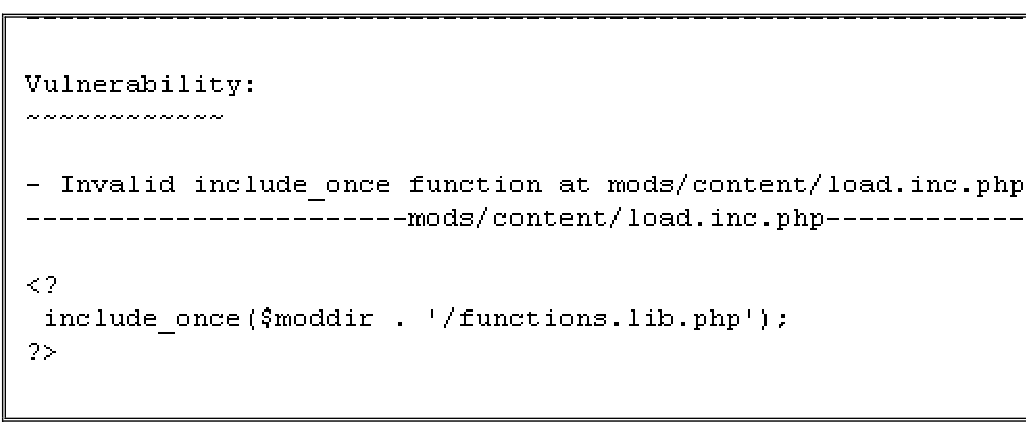 Vulnerability:
~~~~~~~~~~~~
- Invalid include_once function at mods/content/load.inc.php
-----------------------mods/content/load.inc.php------------
<?
include_once($moddir . '/functions.lib.php');
?>